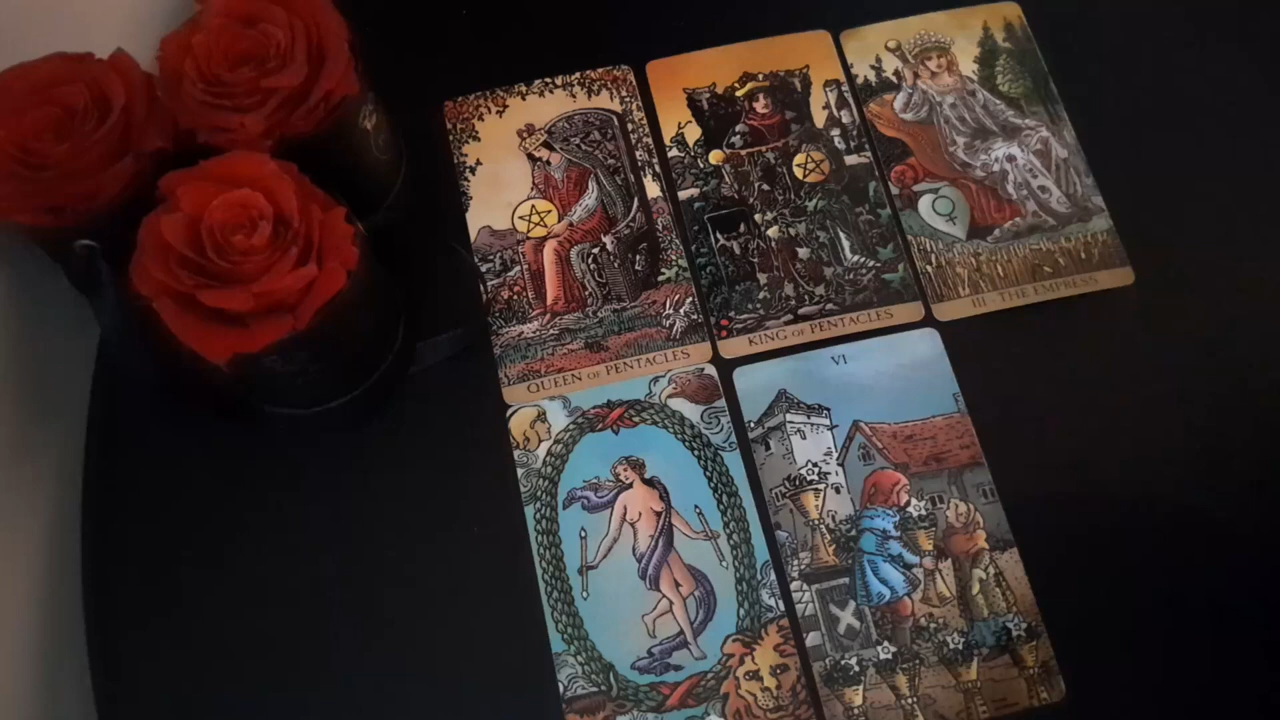 QUEEN OF PENTACLES
KING OF PENTACLES
III · THE EMPRESS
VI